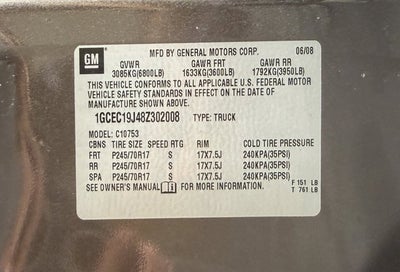 GM
MFD BY GENERAL MOTORS CORP. 06/08
GVWR GAWR FRT GAWR RR
3085KG(6800LB) 1633KG(3600LB) 1792KG(3950LB)
THIS VEHICLE CONFORMS TO ALL APPLICABLE U.S. FEDERAL MOTOR
VEHICLE SAFETY STANDARDS IN EFFECT ON THE DATE OF
MANUFACTURE SHOWN ABOVE.
1GCEC19J48Z302008 TYPE: TRUCK
MODEL: C10753
CBNS TIRE SIZE SPEED RTG RIM COLD TIRE PRESSURE
FRT P245/70R17 S 17X7.5J 240KPA(35PSI)
RR P245/70R17 S 17X7.5J 240KPA(35PSI)
SPA P245/70R17 S 17X7.5J 240KPA(35PSI)
SEE OWNER'S MANUAL FOR MORE INFORMATION.
F 151 LB
T 761 LB